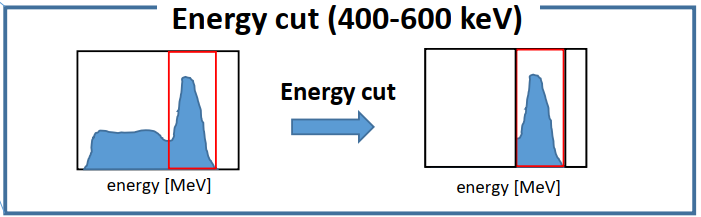 Energy cut (400-600 keV)
Energy cut
energy [MeV]
energy [MeV]